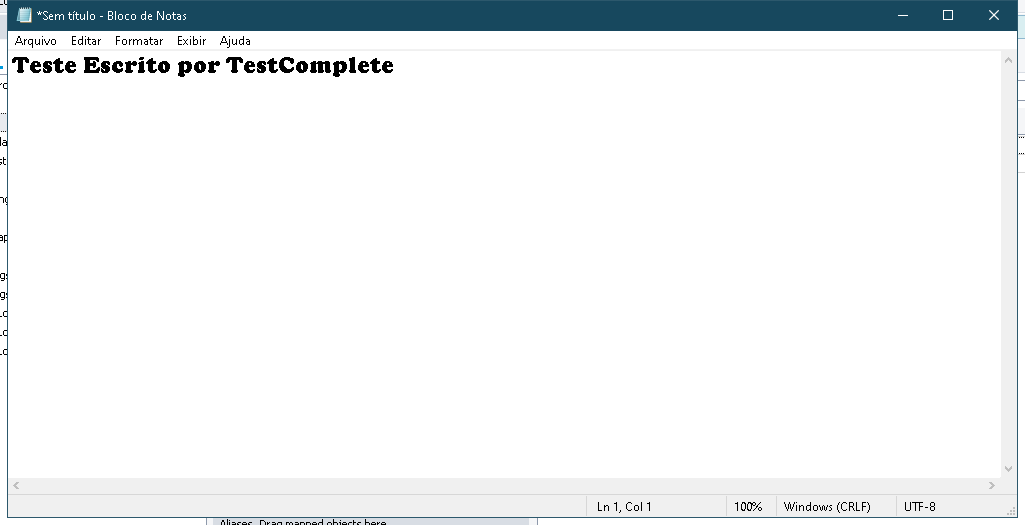 *Sem título - Bloco de Notas
Arquivo Editar Formatar Exibir Ajuda
Teste Escrito por TestComplete
Ln 1, Col 1 100% Windows (CRLF) UTF-8
Aliases. Drag mapped objects here